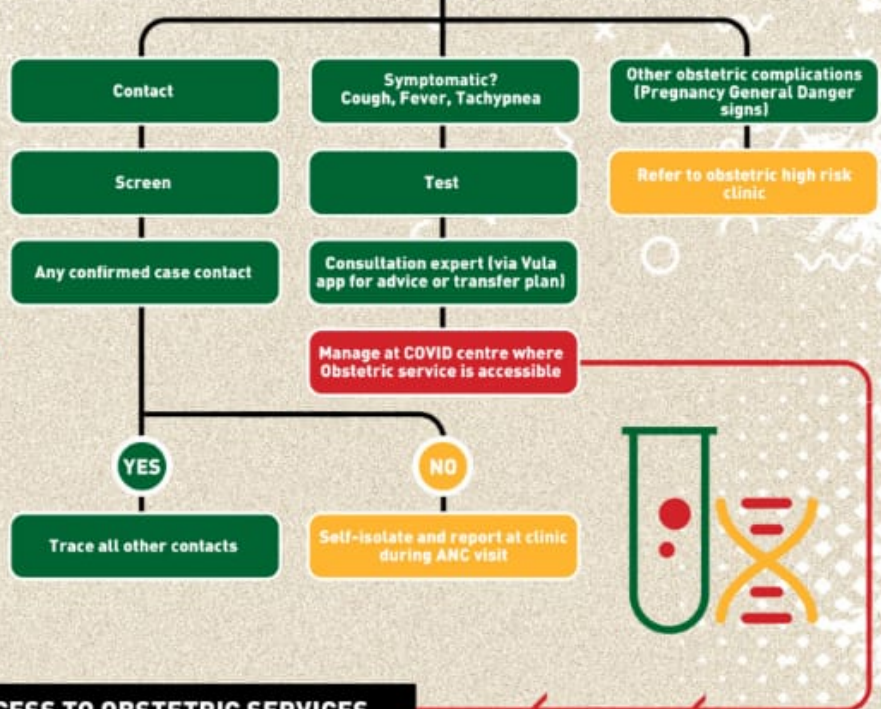 Contact
Symptomatic?
Cough, Fever, Tachypnea
Other obstetric complications
(Pregnancy General Danger
signs)
Screen
Test
Refer to obstetric high risk
clinic
Any confirmed case contact
Consultation expert (via Vula
app for advice or transfer plan)
Manage at COVID centre where
Obstetric service is accessible
YES
NO
Trace all other contacts
Self-isolate and report at clinic
during ANC visit
TO OBSTETRIC SERVICES